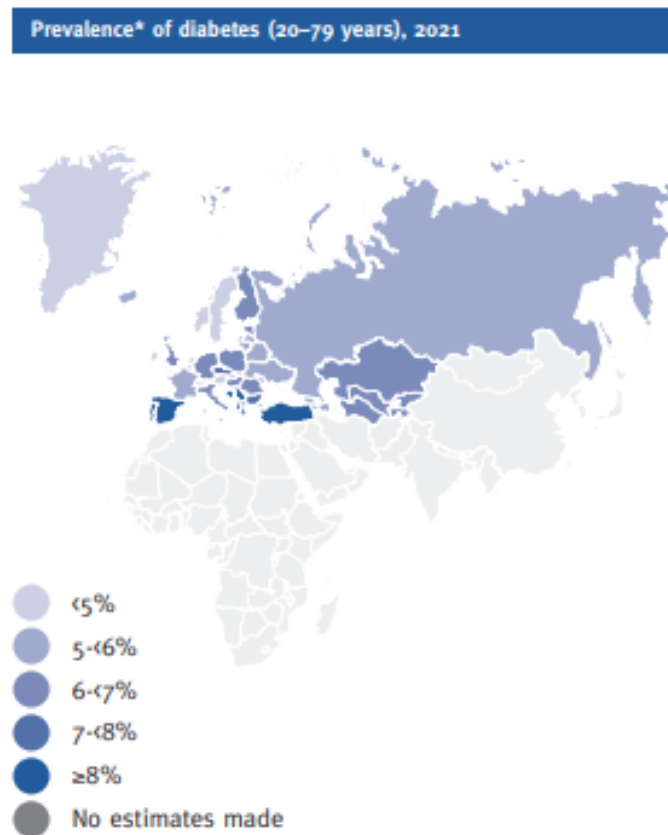 Prevalence* of diabetes (20–79 years), 2021
<5%
5-<6%
6-<7%
7-<8%
≥8%
No estimates made